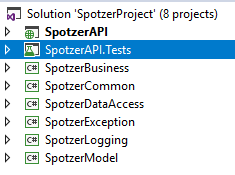 Solution 'SpotzerProject' (8 projects)
SpotzerAPI
SpotzerAPI.Tests
C# SpotzerBusiness
C# SpotzerCommon
C# SpotzerDataAccess
C# SpotzerException
C# SpotzerLogging
C# SpotzerModel